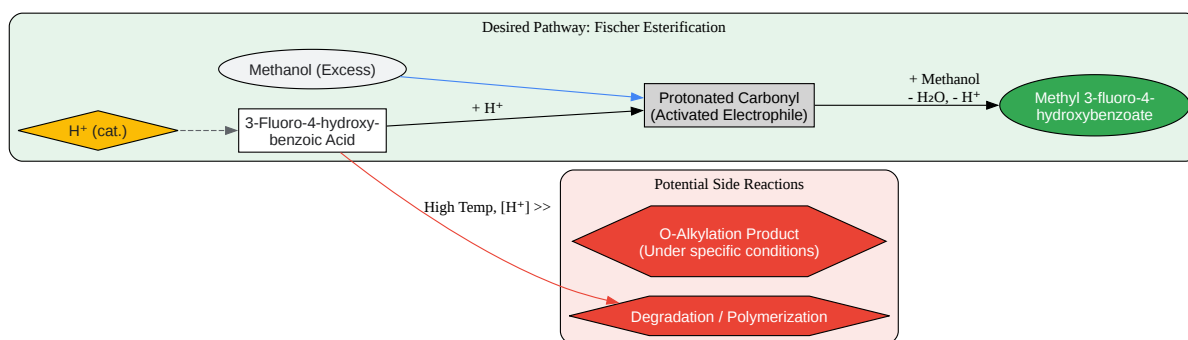 Desired Pathway: Fischer Esterification
Methanol (Excess)
H⁺ (cat.)
3-Fluoro-4-hydroxy-
benzoic Acid
+ H⁺
Protonated Carbonyl
(Activated Electrophile)
+ Methanol
- H₂O, - H⁺
Methyl 3-fluoro-4-
hydroxybenzoate
Potential Side Reactions
High Temp, [H⁺] >>
O-Alkylation Product
(Under specific conditions)
Degradation / Polymerization